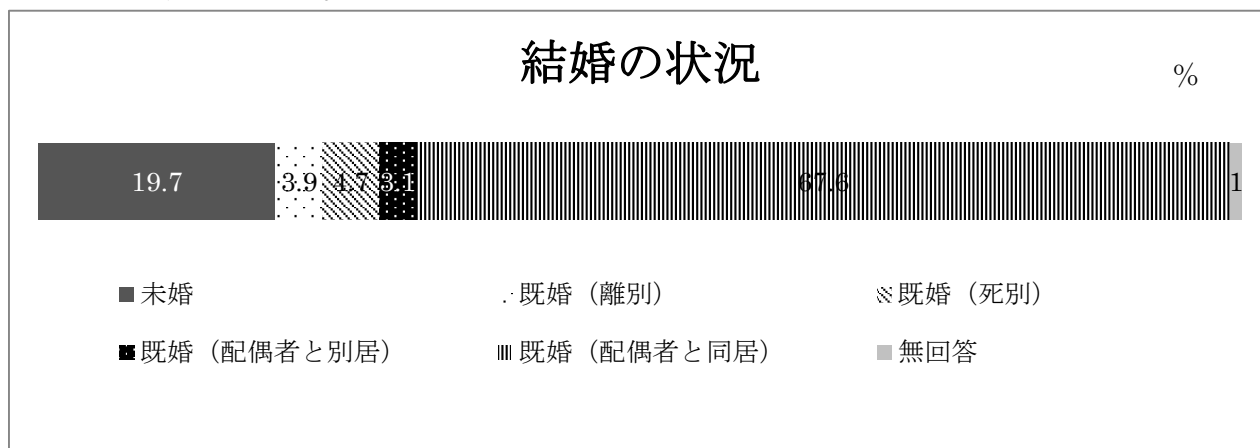 結婚の状況
%
19.7 3.9 4.7 3.1 67.6 1
未婚 既婚（離別） 既婚（死別）
既婚（配偶者と別居） 既婚（配偶者と同居） 無回答